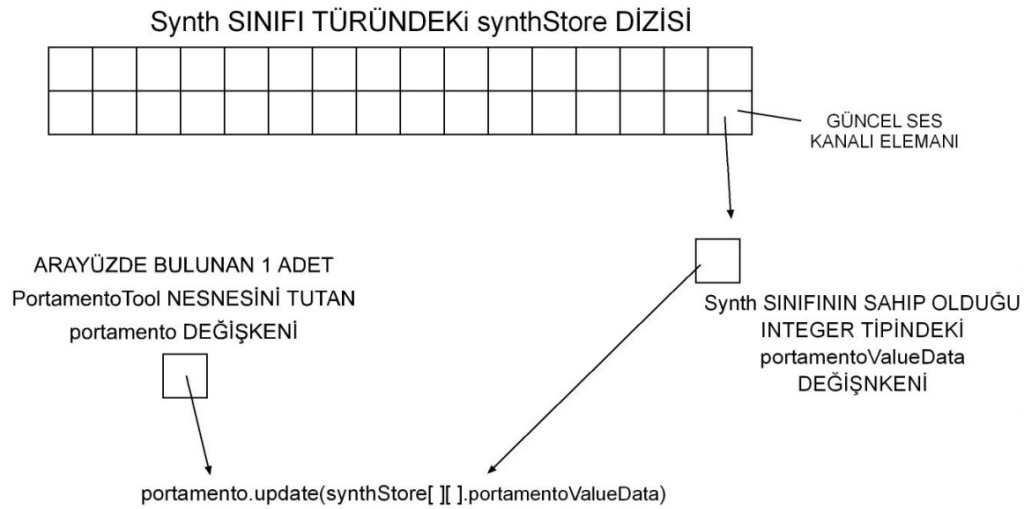 Synth SINIFI TÜRÜNDEKi synthStore DİZİSİ
GÜNCEL SES
KANALI ELEMANI
ARAYÜZDE BULUNAN 1 ADET
PortamentoTool NESNESİNİ TUTAN
portamento DEĞİŞKENİ
Synth SINIFININ SAHIP OLDUĞU
INTEGER TİPİNDEKİ
portamentoValueData
DEĞİŞNKENİ
portamento.update(synthStore[ ][ ].portamentoValueData)